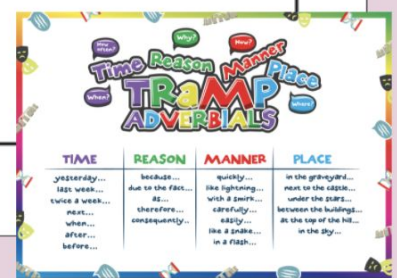 How often?
Why?
How?
Time Reason Manner Place
When?
Where?
TRaMP
ADVERBIALS
TIME
yesterday...
last week...
twice a week...
next...
when...
after...
before...
REASON
because...
due to the fact...
as...
therefore...
consequently...
MANNER
quickly...
like lightning...
with a smirk...
carefully...
easily...
like a snake...
in a flash...
PLACE
in the graveyard...
next to the castle...
under the stars...
between the buildings...
at the top of the hill...
in the sky...